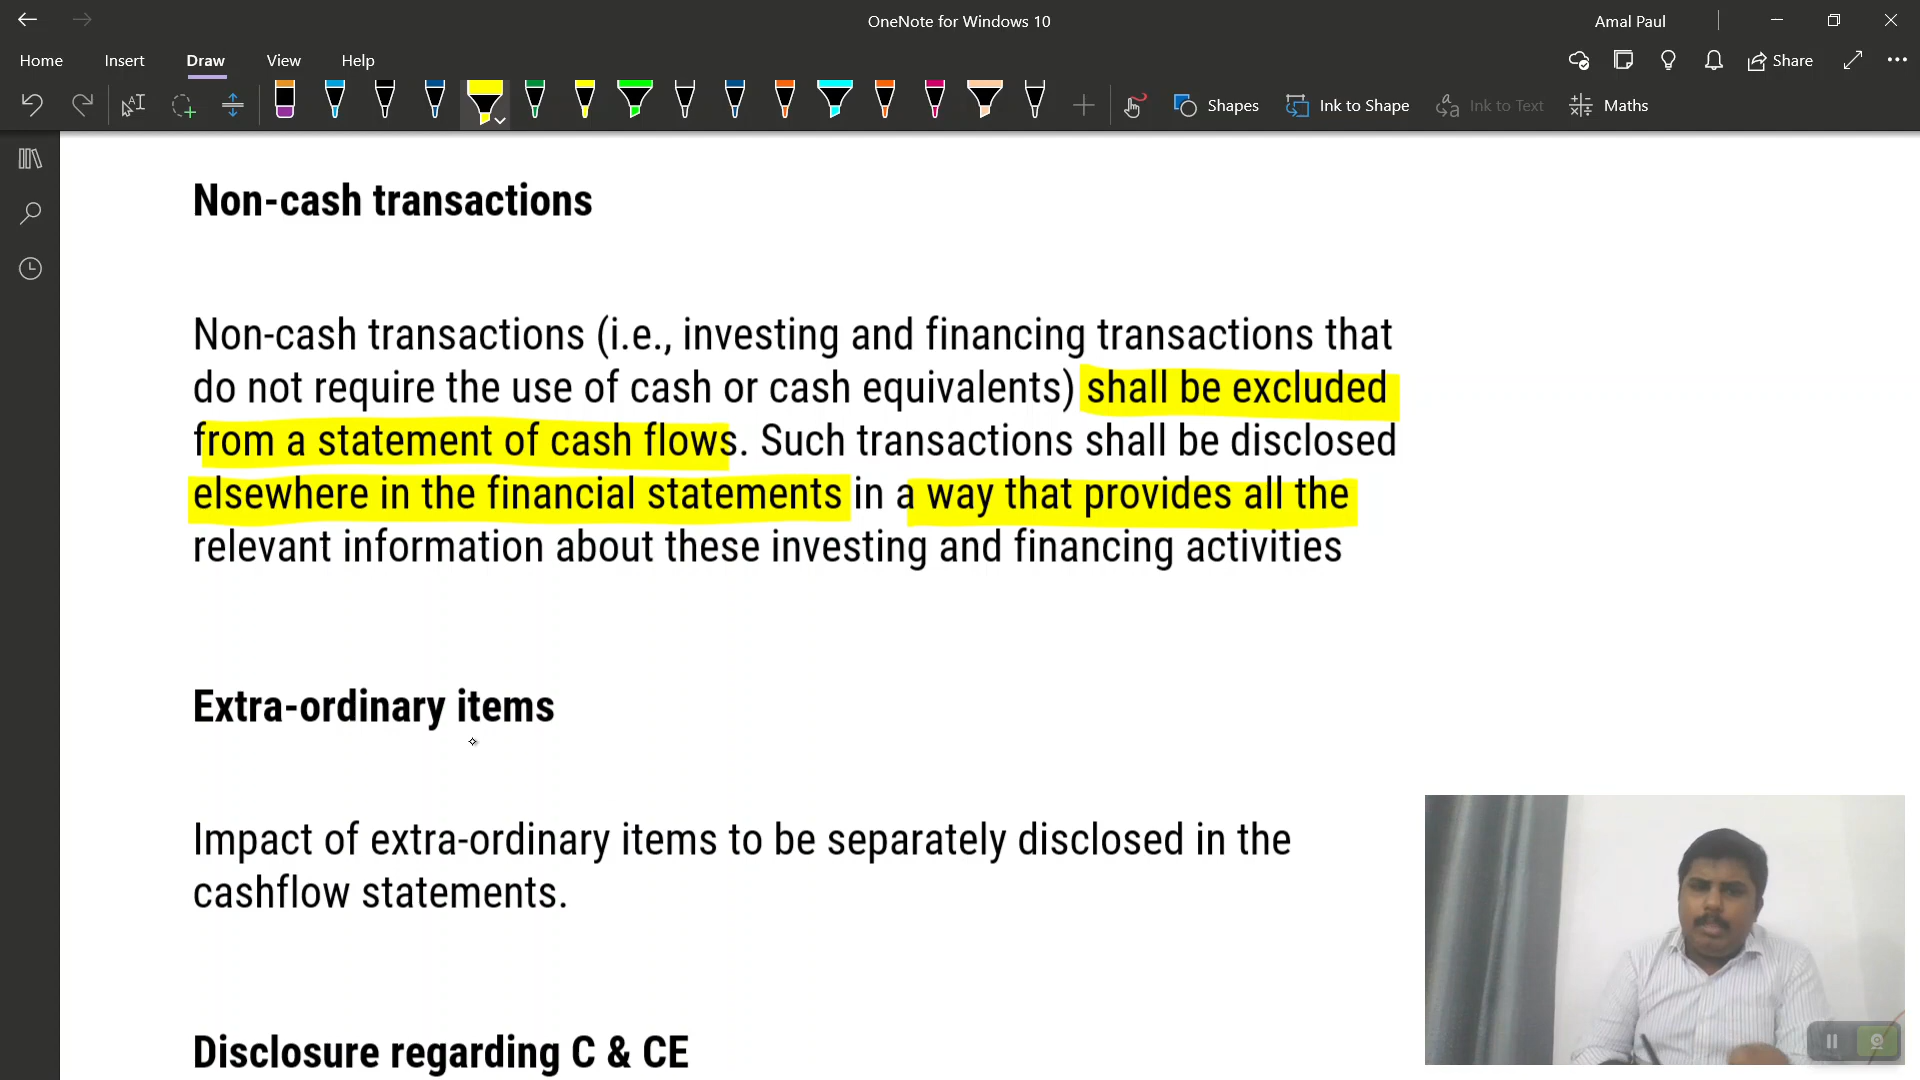 OneNote for Windows 10
Amal Paul
Home Insert Draw View Help
Share
Shapes Ink to Shape Ink to Text Maths
Non-cash transactions
Non-cash transactions (i.e., investing and financing transactions that
do not require the use of cash or cash equivalents) shall be excluded
from a statement of cash flows. Such transactions shall be disclosed
elsewhere in the financial statements in a way that provides all the
relevant information about these investing and financing activities
Extra-ordinary items
Impact of extra-ordinary items to be separately disclosed in the
cashflow statements.
Disclosure regarding C & CE